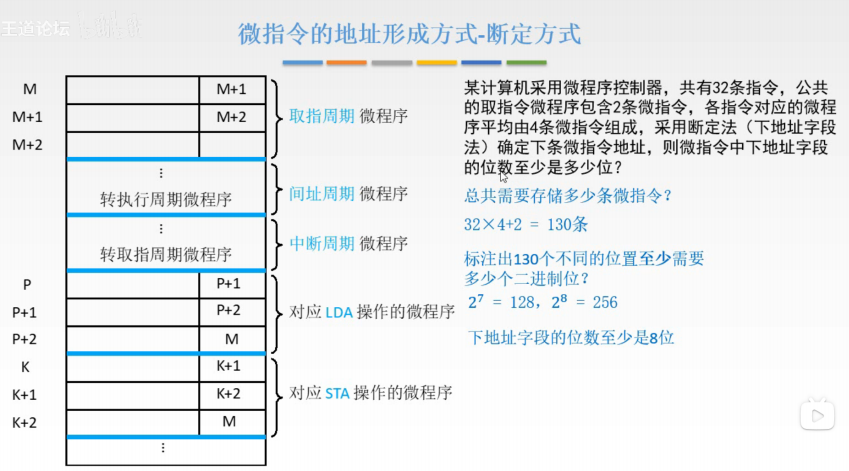 王道论坛
微指令的地址形成方式-断定方式
M
M+1
M+1
M+2
M+2
取指周期 微程序
⋮
转执行周期微程序
间址周期 微程序
⋮
转取指周期微程序
中断周期 微程序
P
P+1
P+1
P+2
P+2
M
对应 LDA 操作的微程序
K
K+1
K+1
K+2
K+2
M
对应 STA 操作的微程序
⋮
某计算机采用微程序控制器，共有32条指令，公共
的取指令微程序包含2条微指令，各指令对应的微程
序平均由4条微指令组成，采用断定法（下地址字段
法）确定下条微指令地址，则微指令中下地址字段
的位数至少是多少位？
总共需要存储多少条微指令？
32×4+2 = 130条
标注出130个不同的位置至少需要
多少个二进制位？
2⁷ = 128，2⁸ = 256
下地址字段的位数至少是8位